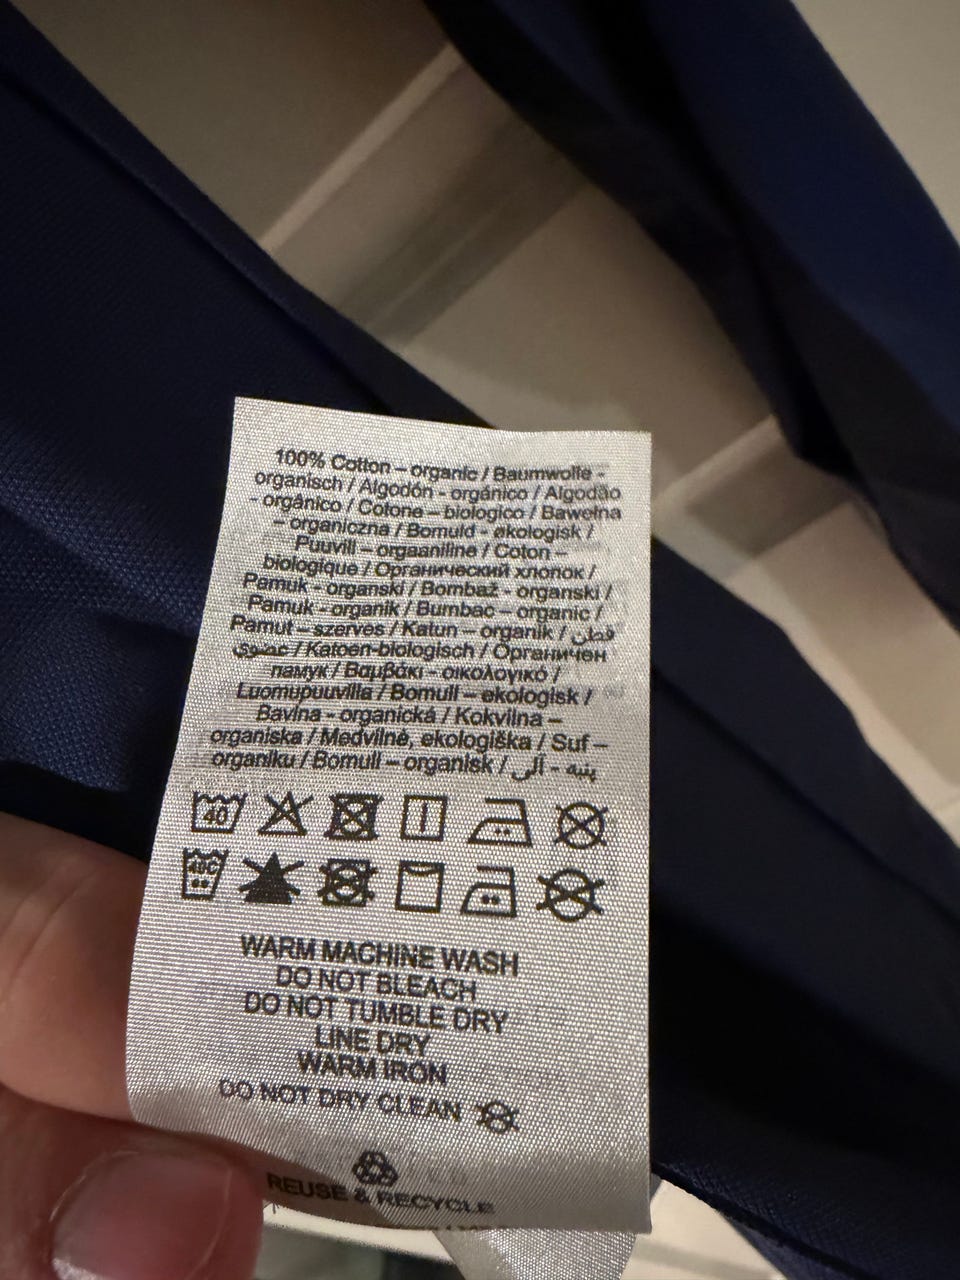 100% Cotton – organic / Baumwolle -
organisch / Algodón - orgánico / Algodão
- orgânico / Cotone – biologico / Bawełna
– organiczna / Bomuld - økologisk /
Puuvill – orgaaniline / Coton –
biologique / Органический хлопок /
Pamuk - organski / Bombaž - organski /
Pamuk - organik / Bumbac – organic /
Pamut – szerves / Katun – organik / قطن
عضوي / Katoen-biologisch / Органичен
памук / Βαμβάκι - οικολογικό /
Luomupuuvilla / Bomull – ekologisk /
Bavlna - organická / Kokvilna –
organiska / Medvilnė, ekologiška / Suf –
organiku / Bomull – organisk / پنبه - آلی
40
40C
WARM MACHINE WASH
DO NOT BLEACH
DO NOT TUMBLE DRY
LINE DRY
WARM IRON
DO NOT DRY CLEAN
REUSE & RECYCLE